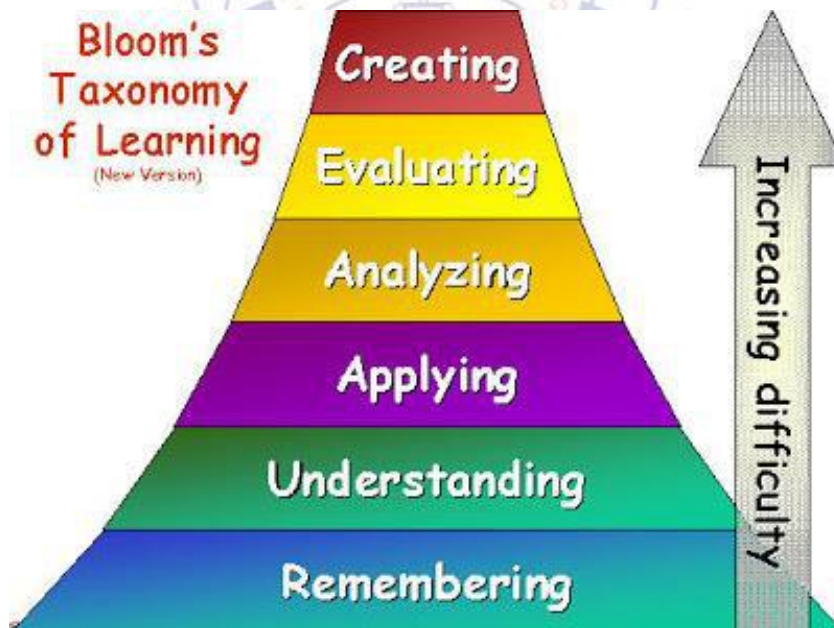 Bloom's
Taxonomy
of Learning
(New Version)
Creating
Evaluating
Analyzing
Applying
Understanding
Remembering
Increasing difficulty